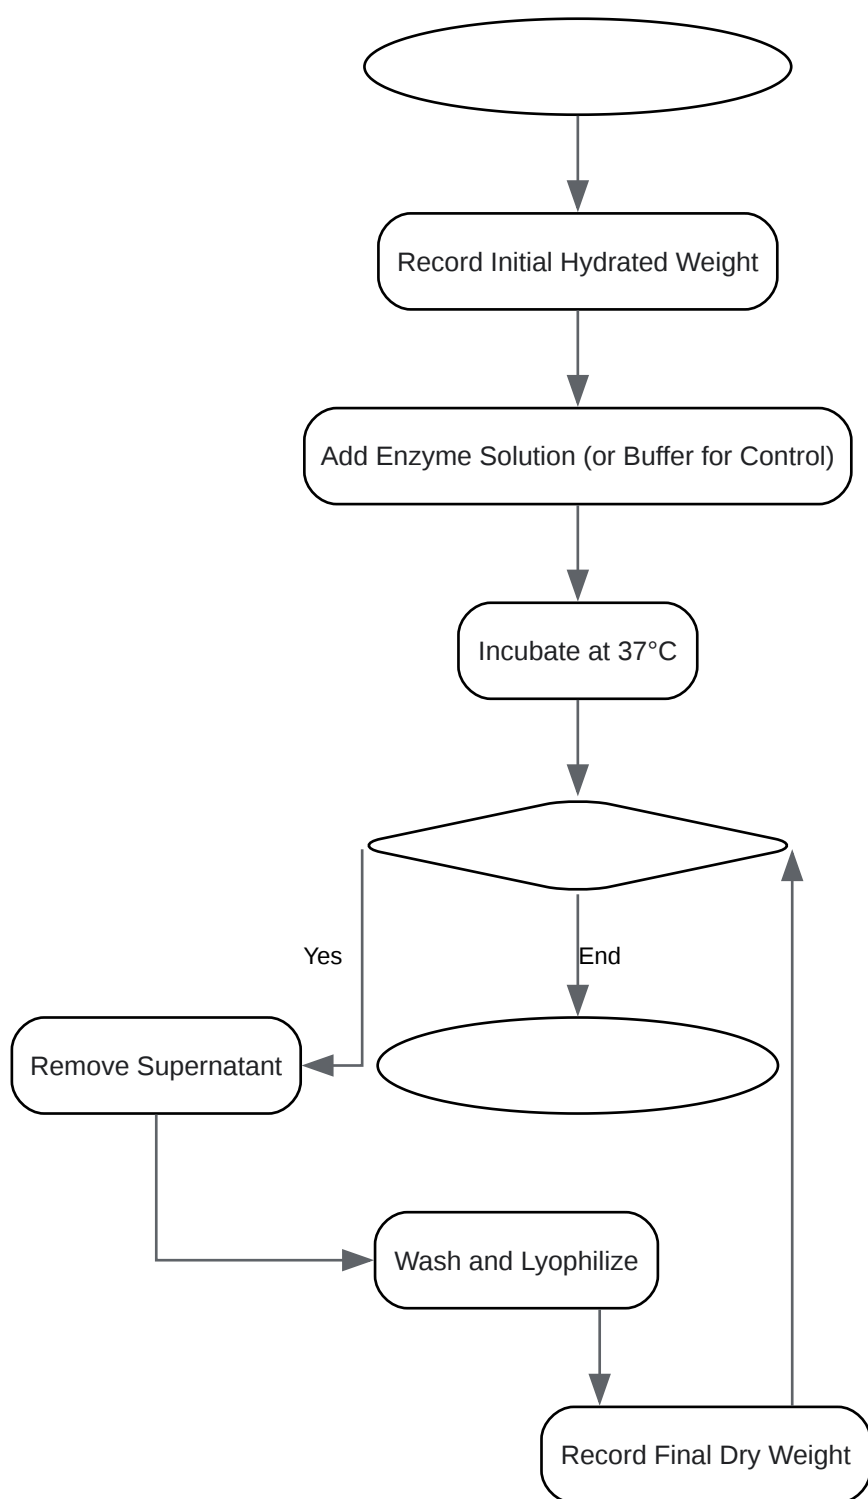 Record Initial Hydrated Weight
Add Enzyme Solution (or Buffer for Control)
Incubate at 37°C
Yes
End
Remove Supernatant
Wash and Lyophilize
Record Final Dry Weight